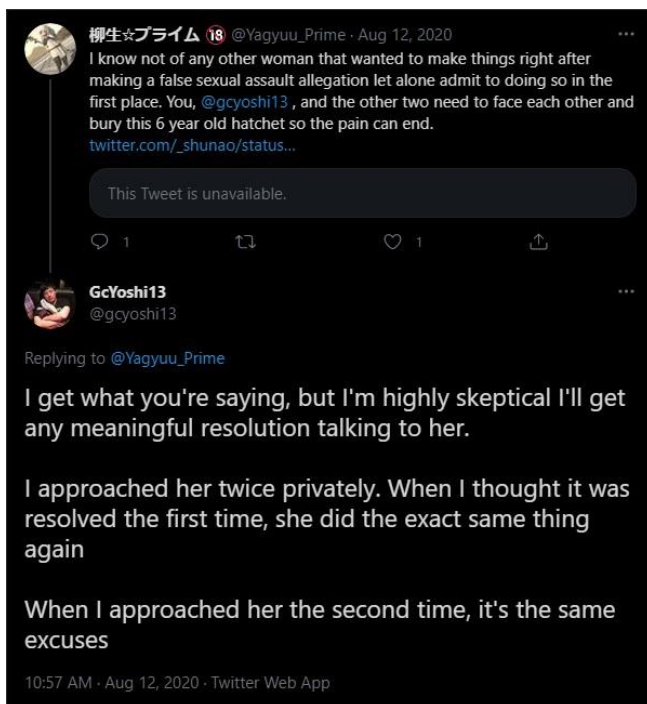 柳生☆プライム 🔞 @Yagyuu_Prime · Aug 12, 2020
I know not of any other woman that wanted to make things right after
making a false sexual assault allegation let alone admit to doing so in the
first place. You, @gcyoshi13 , and the other two need to face each other and
bury this 6 year old hatchet so the pain can end.
twitter.com/_shunao/status...
This Tweet is unavailable.
1 1
GcYoshi13
@gcyoshi13
Replying to @Yagyuu_Prime
I get what you're saying, but I'm highly skeptical I'll get
any meaningful resolution talking to her.
I approached her twice privately. When I thought it was
resolved the first time, she did the exact same thing
again
When I approached her the second time, it's the same
excuses
10:57 AM · Aug 12, 2020 · Twitter Web App